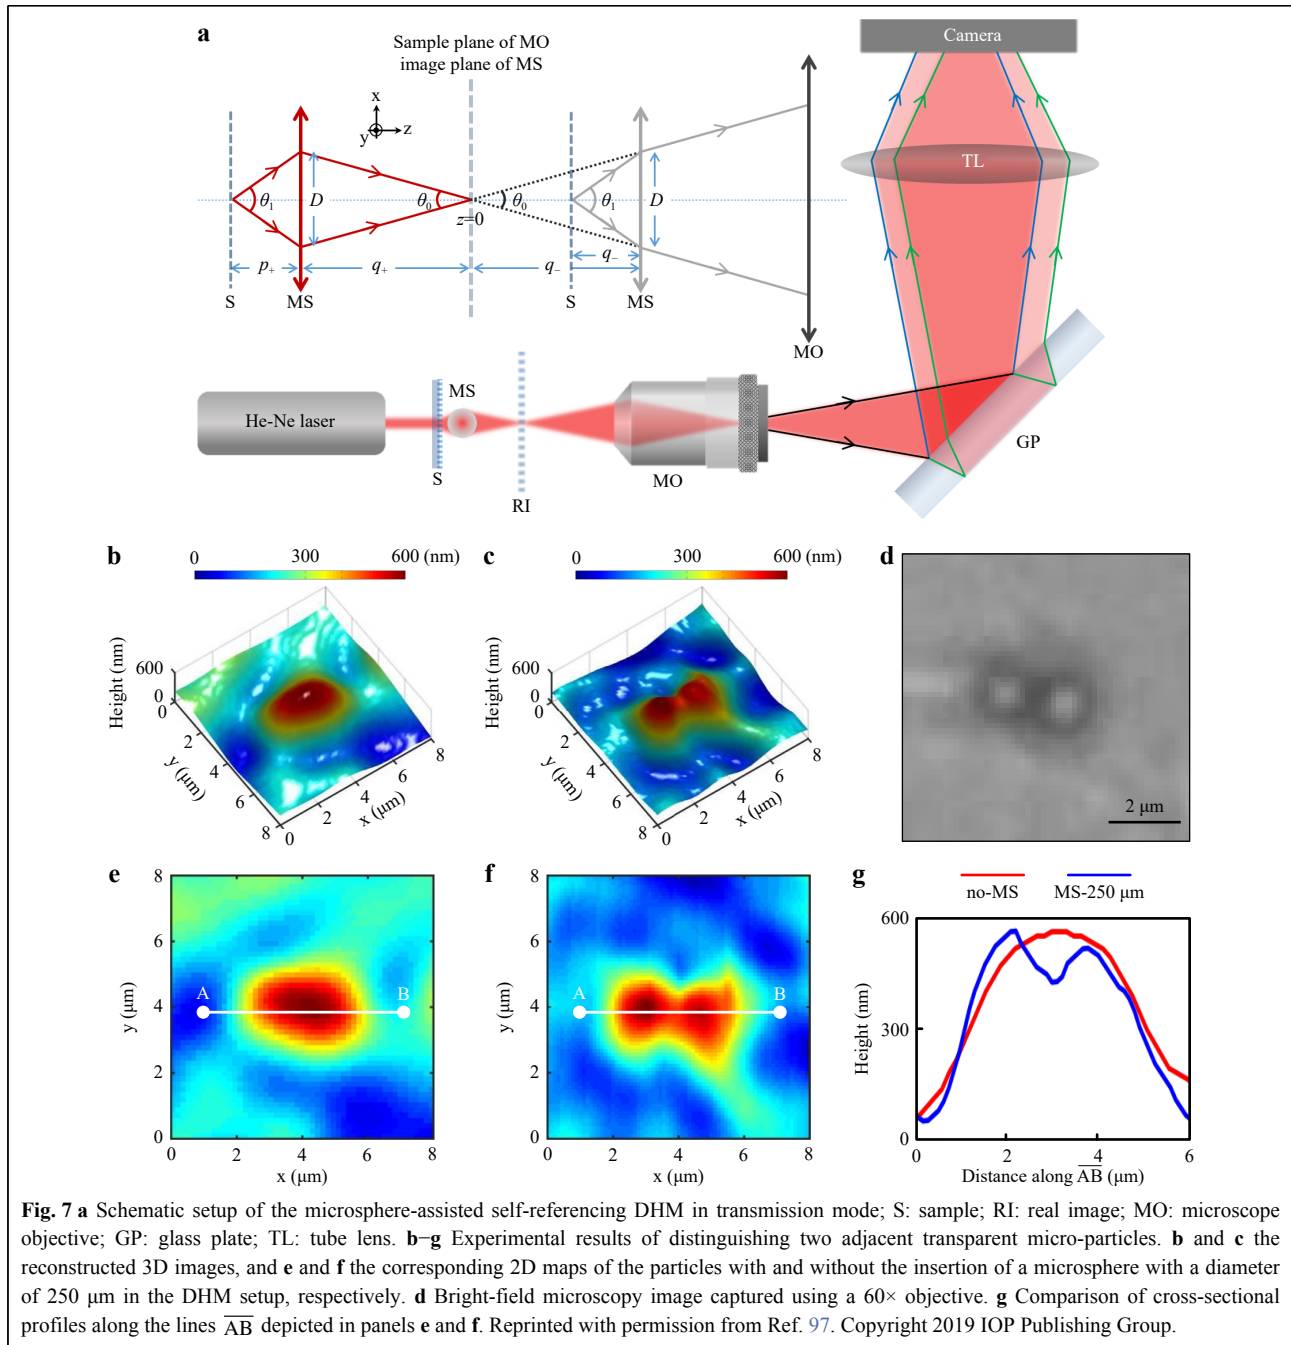 a
Sample plane of MO
image plane of MS
Camera
x
y
z
TL
θ1
D
θ0
z=0
θ0
θ1
D
p+
q+
q−
q−
S
MS
S
MS
MO
He-Ne laser
MS
S
RI
MO
GP
b
0 300 600 (nm)
Height (nm)
600
0
0
2
4
6
8
y (μm)
0
2
4
6
8
x (μm)
c
0 300 600 (nm)
Height (nm)
600
0
0
2
4
6
8
y (μm)
0
2
4
6
8
x (μm)
d
2 μm
e
8
6
4
2
0
y (μm)
A B
0 2 4 6 8
x (μm)
f
8
6
4
2
0
y (μm)
A B
0 2 4 6 8
x (μm)
g
no-MS MS-250 μm
600
300
0
Height (nm)
0 2 4 6
Distance along AB (μm)
Fig. 7 a Schematic setup of the microsphere-assisted self-referencing DHM in transmission mode; S: sample; RI: real image; MO: microscope
objective; GP: glass plate; TL: tube lens. b−g Experimental results of distinguishing two adjacent transparent micro-particles. b and c the
reconstructed 3D images, and e and f the corresponding 2D maps of the particles with and without the insertion of a microsphere with a diameter
of 250 μm in the DHM setup, respectively. d Bright-field microscopy image captured using a 60× objective. g Comparison of cross-sectional
profiles along the lines AB depicted in panels e and f. Reprinted with permission from Ref. 97. Copyright 2019 IOP Publishing Group.